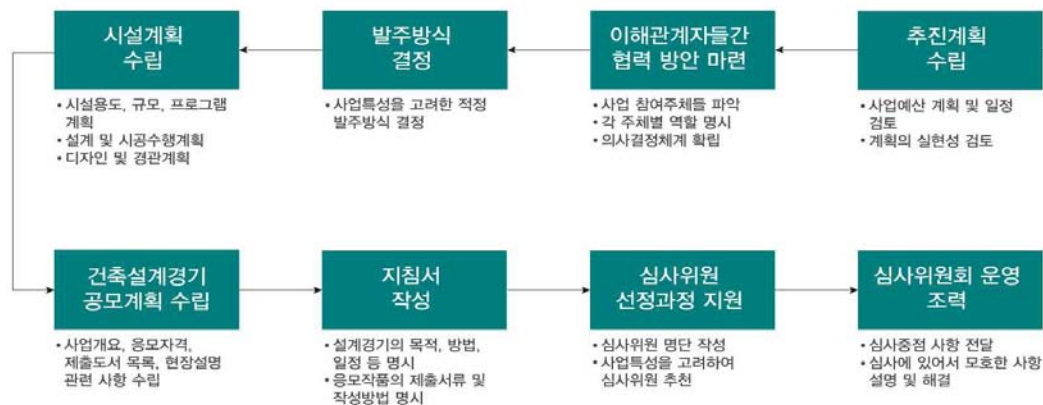 시설계획
수립
• 시설용도, 규모, 프로그램
계획
• 설계 및 시공수행계획
• 디자인 및 경관계획
발주방식
결정
• 사업특성을 고려한 적정
발주방식 결정
이해관계자들간
협력 방안 마련
• 사업 참여주체들 파악
• 각 주체별 역할 명시
• 의사결정체계 확립
추진계획
수립
• 사업예산 계획 및 일정
검토
• 계획의 실현성 검토
건축설계경기
공모계획 수립
• 사업개요, 응모자격,
제출도서 목록, 현장설명
관련 사항 수립
지침서
작성
• 설계경기의 목적, 방법,
일정 등 명시
• 응모작품의 제출서류 및
작성방법 명시
심사위원
선정과정 지원
• 심사위원 명단 작성
• 사업특성을 고려하여
심사위원 추천
심사위원회 운영
조력
• 심사중점 사항 전달
• 심사에 있어서 모호한 사항
설명 및 해결